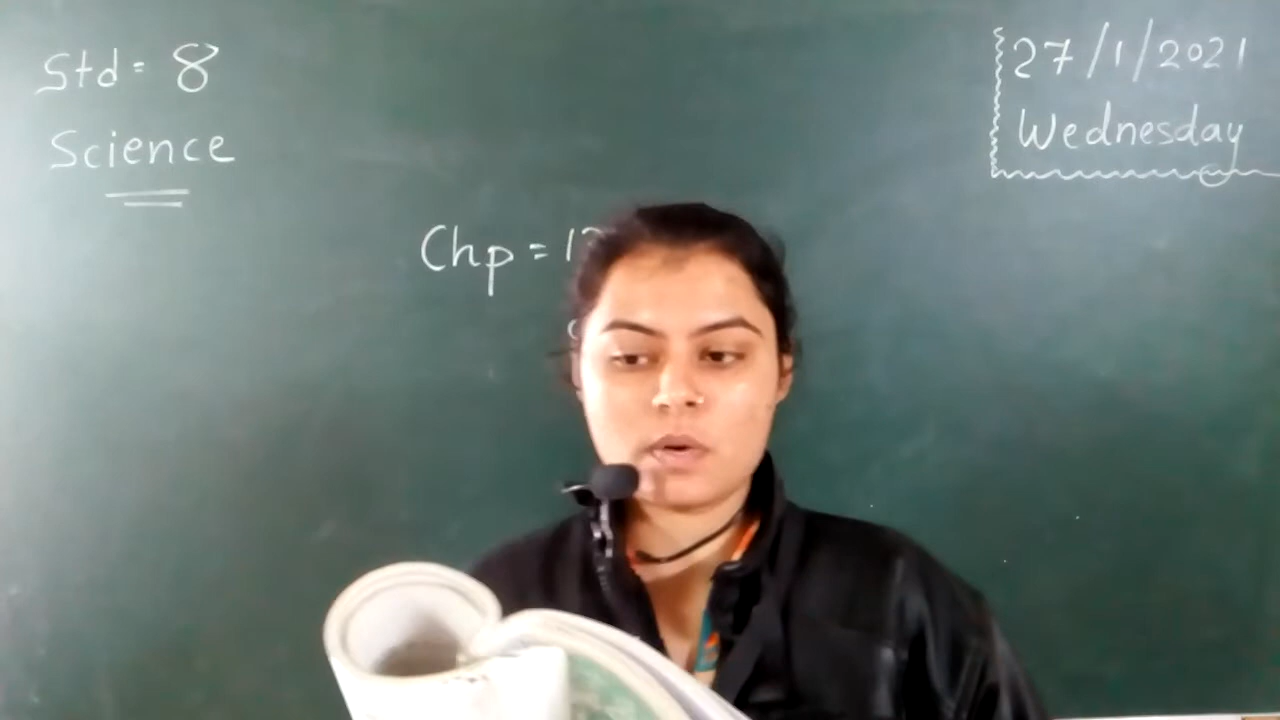 Std = 8
Science
27/1/2021
Wednesday
Chp =